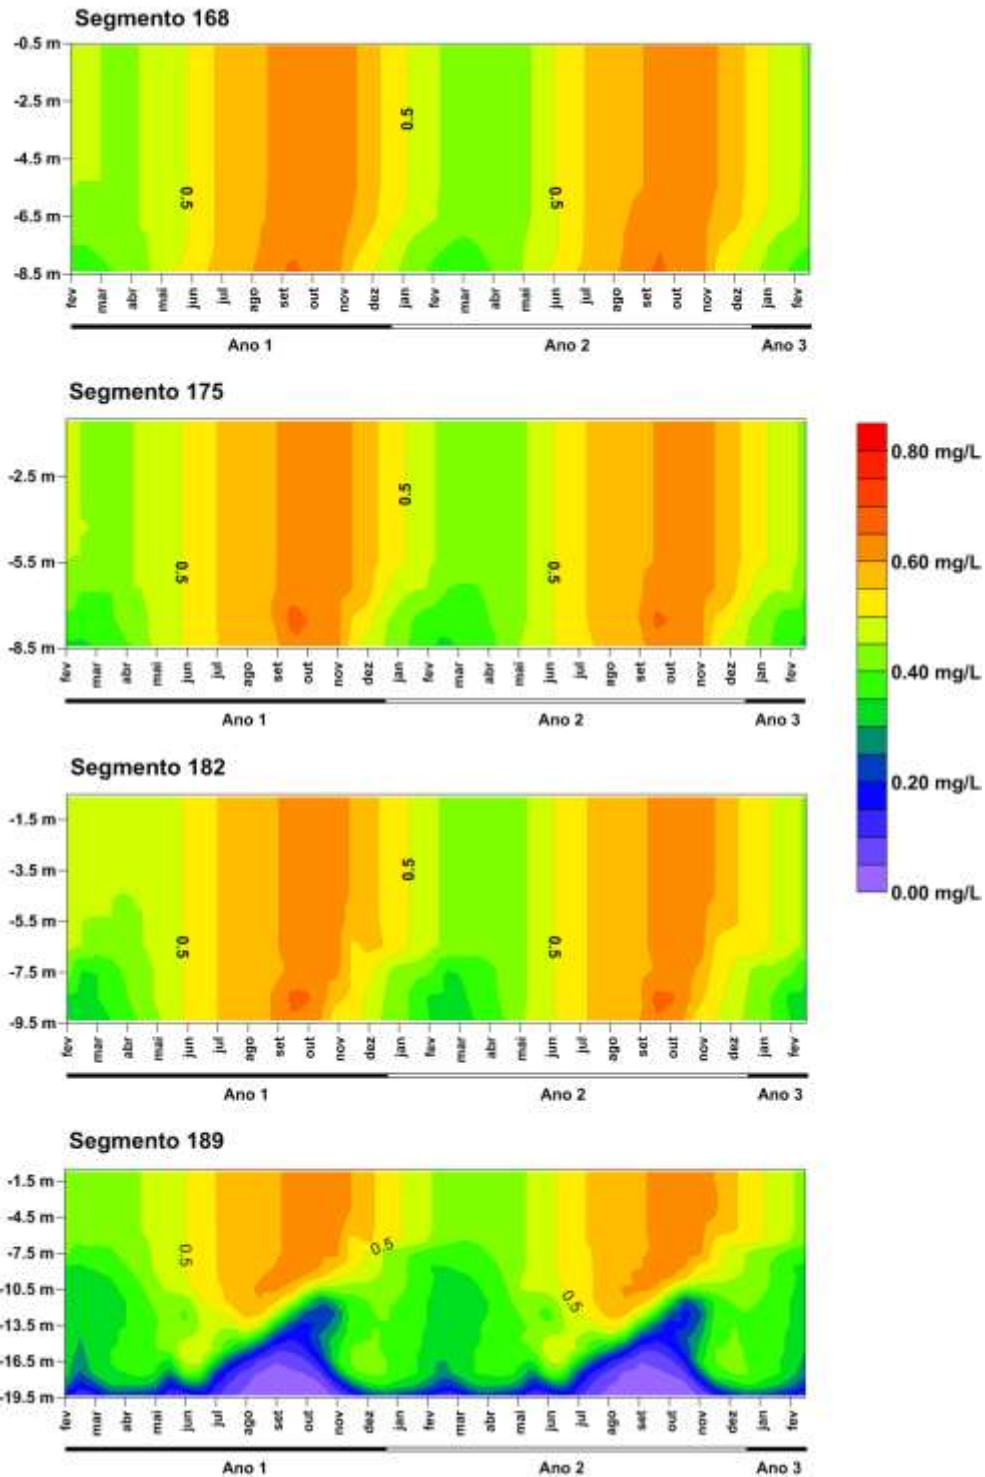 Segmento 168
-0.5 m
-2.5 m
-4.5 m
-6.5 m
-8.5 m
0.5
0.5
0.5
fev mar abr mai jun jul ago set out nov dez jan fev mar abr mai jun jul ago set out nov dez jan fev
Ano 1 Ano 2 Ano 3
Segmento 175
-2.5 m
-5.5 m
-8.5 m
0.5
0.5
0.5
fev mar abr mai jun jul ago set out nov dez jan fev mar abr mai jun jul ago set out nov dez jan fev
Ano 1 Ano 2 Ano 3
0.80 mg/L
0.60 mg/L
0.40 mg/L
0.20 mg/L
0.00 mg/L
Segmento 182
-1.5 m
-3.5 m
-5.5 m
-7.5 m
-9.5 m
0.5
0.5
0.5
fev mar abr mai jun jul ago set out nov dez jan fev mar abr mai jun jul ago set out nov dez jan fev
Ano 1 Ano 2 Ano 3
Segmento 189
-1.5 m
-4.5 m
-7.5 m
-10.5 m
-13.5 m
-16.5 m
-19.5 m
0.5
0.5
0.5
fev mar abr mai jun jul ago set out nov dez jan fev mar abr mai jun jul ago set out nov dez jan fev
Ano 1 Ano 2 Ano 3